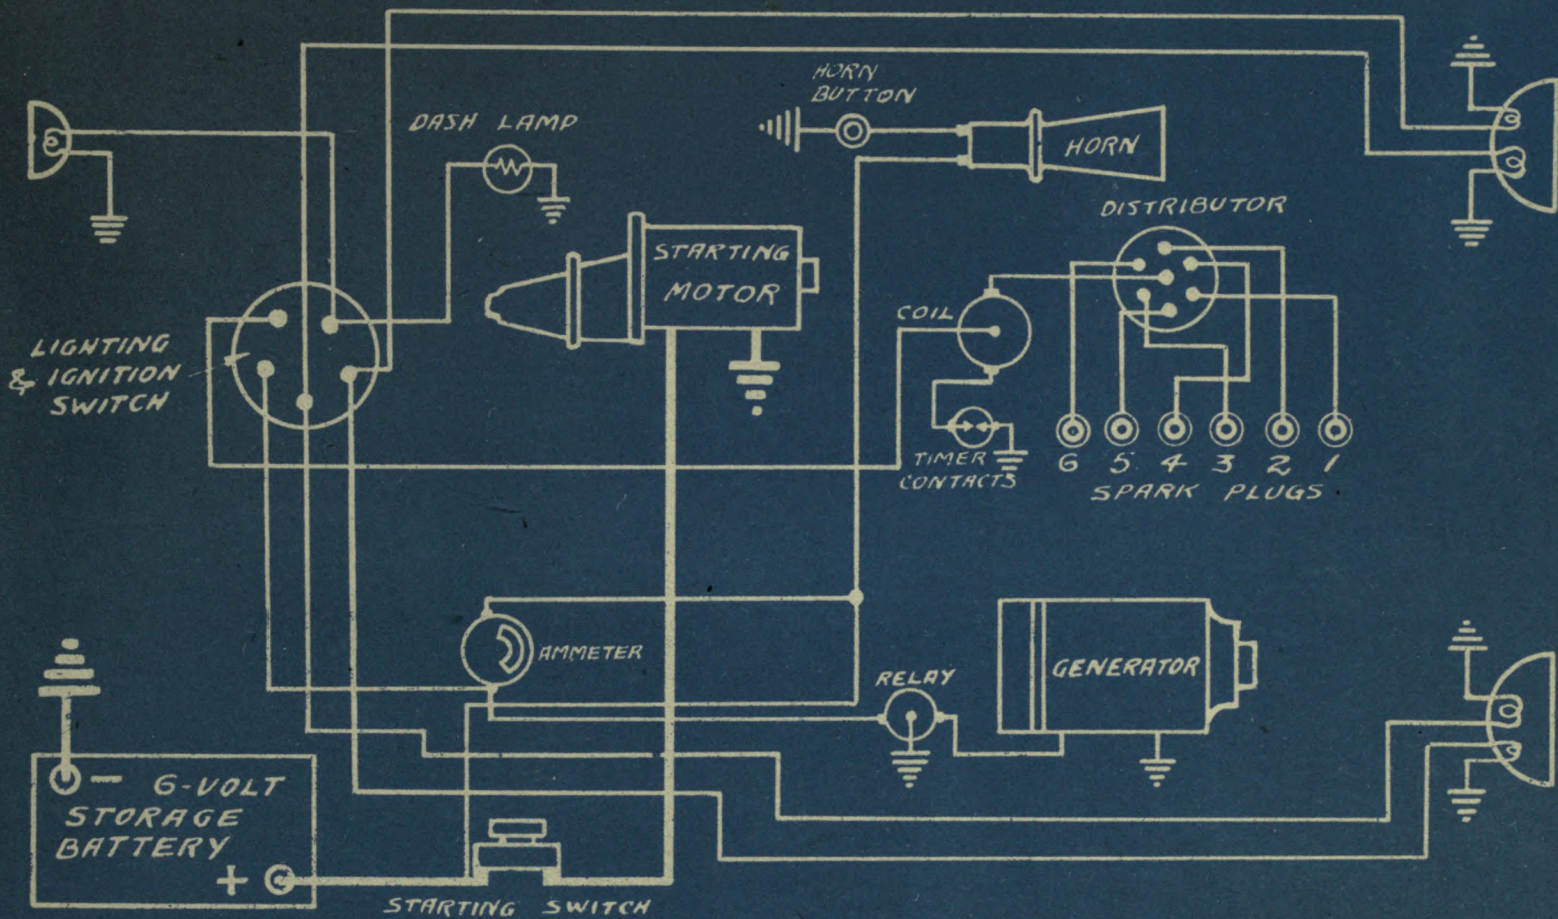 HORN
BUTTON
DASH LAMP
HORN
DISTRIBUTOR
STARTING
MOTOR
COIL
LIGHTING
& IGNITION
SWITCH
TIMER
CONTACTS
6 5 4 3 2 1
SPARK PLUGS
AMMETER
RELAY
GENERATOR
- 6-VOLT
STORAGE
BATTERY
+
STARTING SWITCH